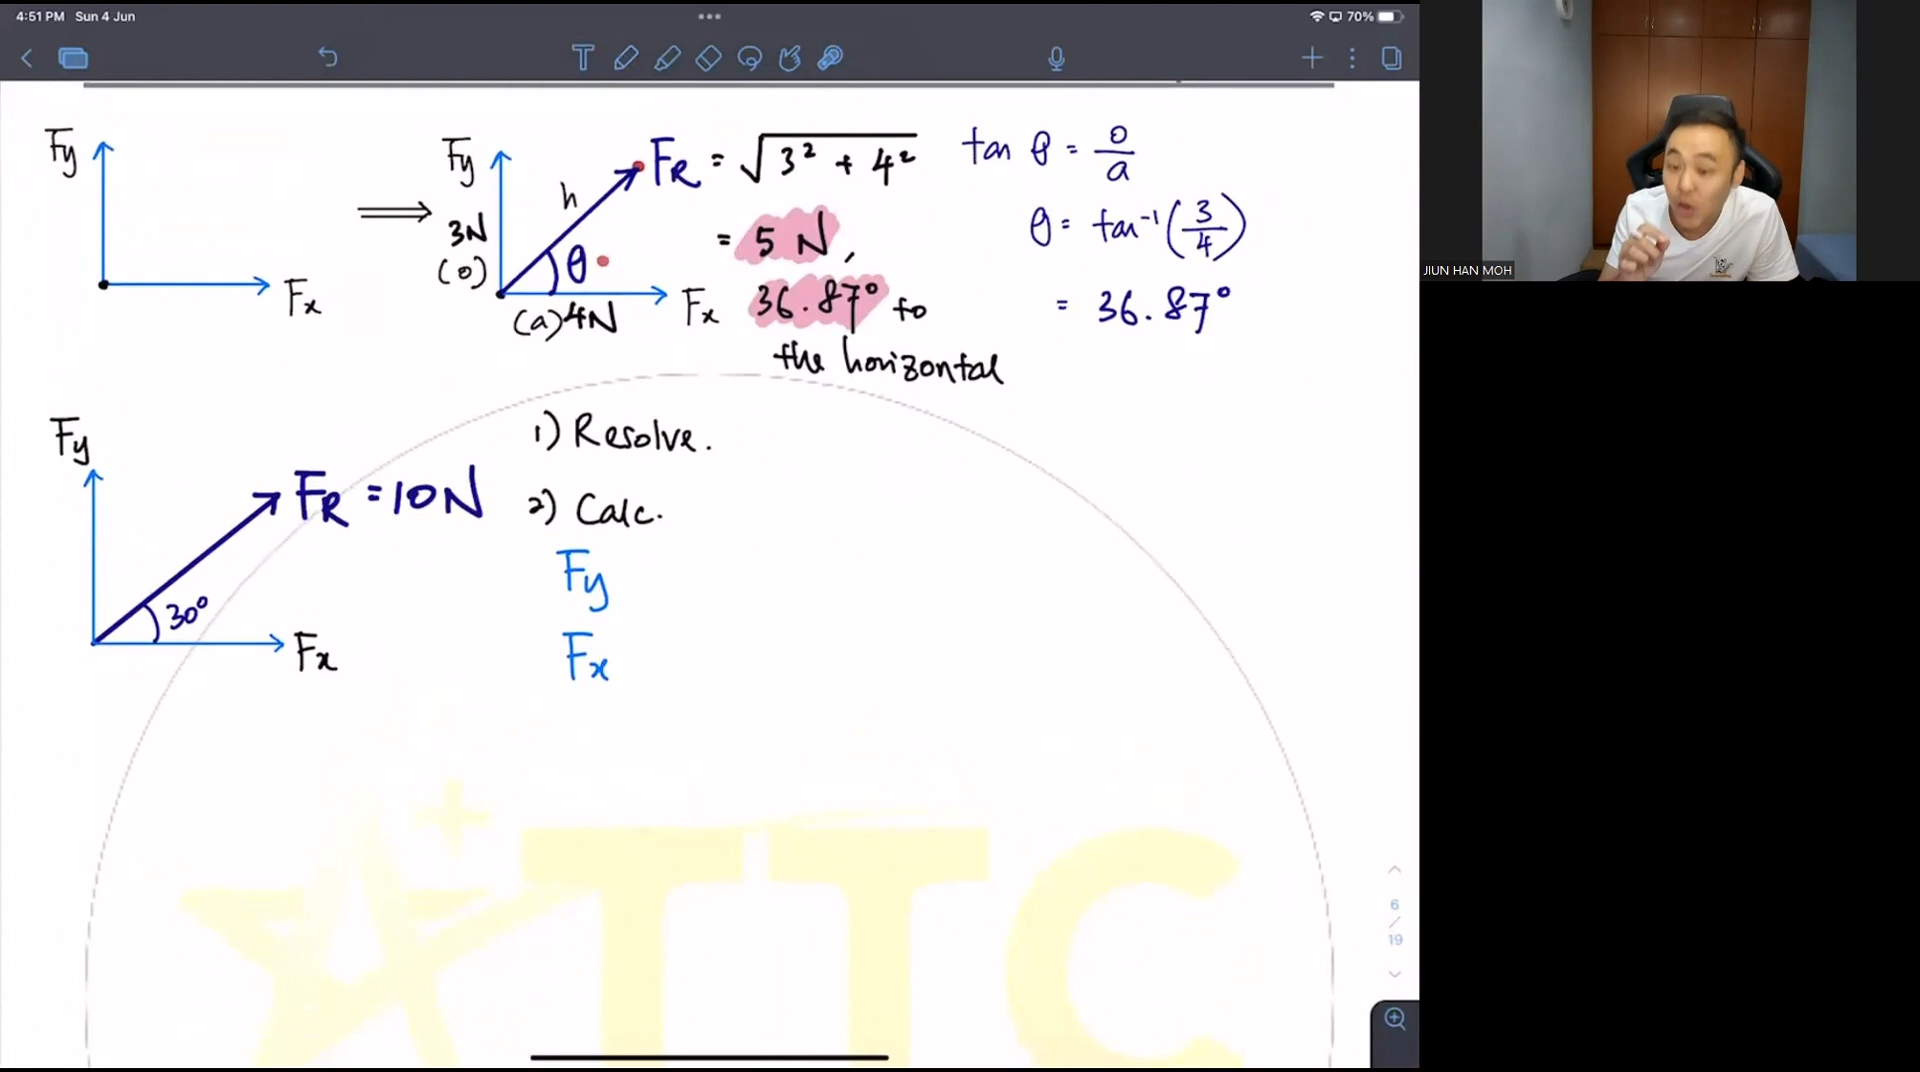 4:51 PM Sun 4 Jun
70%
Fy
Fx
⟹
Fy
3N
(o)
h
θ
(a)4N
Fx
FR = √(3² + 4²)
= 5 N,
36.87° to
the horizontal
tan θ = o/a
θ = tan⁻¹(3/4)
= 36.87°
JIUN HAN MOH
Fy
FR = 10N
30°
Fx
1) Resolve.
2) Calc.
Fy
Fx
TTC
6
/
19